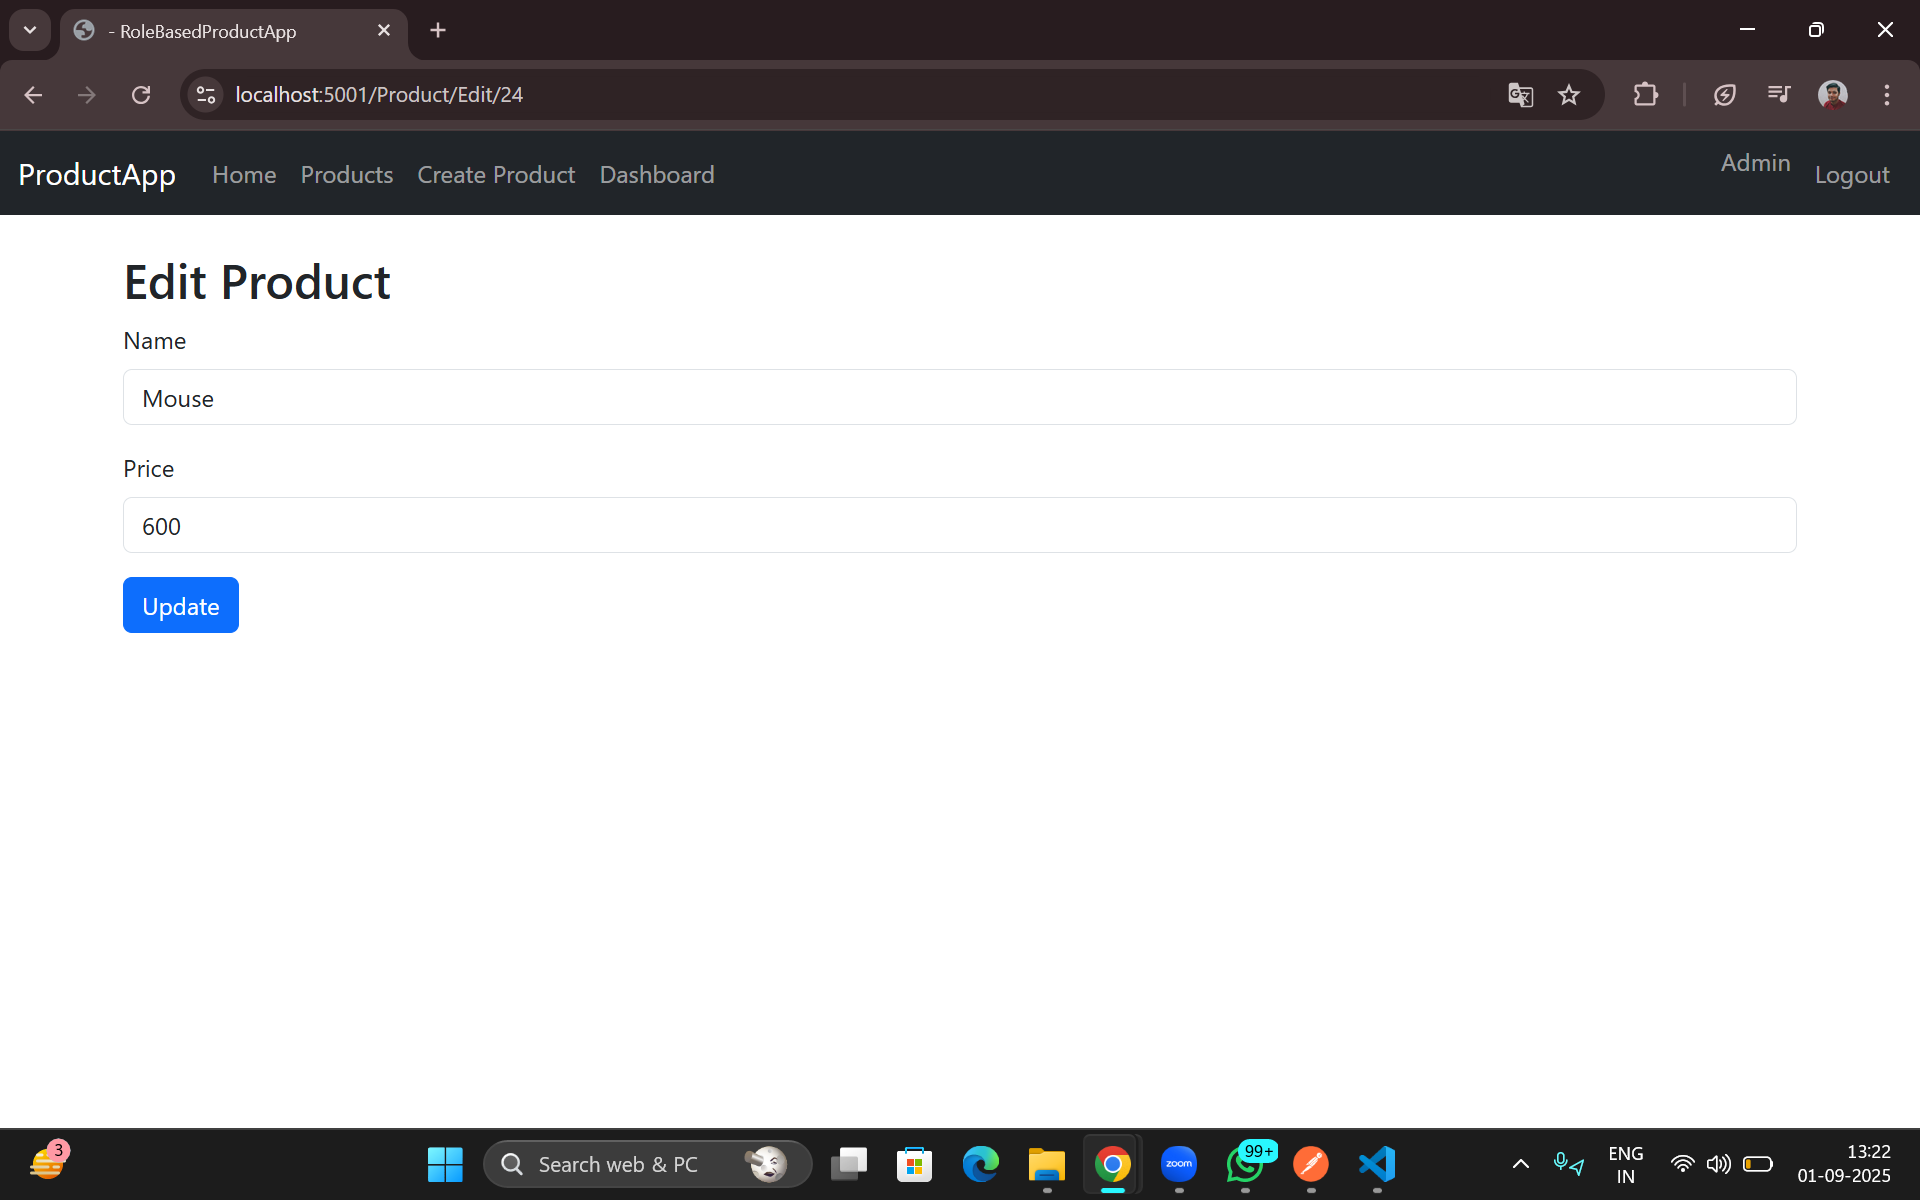 - RoleBasedProductApp
localhost:5001/Product/Edit/24
ProductApp Home Products Create Product Dashboard Admin Logout
Edit Product
Name
Mouse
Price
600
Update
3
Search web & PC
zoom
99+
ENG
IN
13:22
01-09-2025